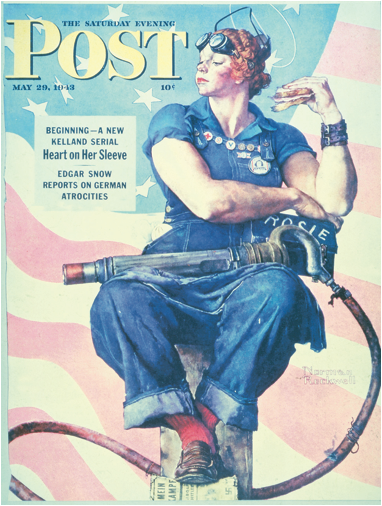 THE SATURDAY EVENING
POST
MAY 29, 1943
10¢
BEGINNING—A NEW
KELLAND SERIAL
Heart on Her Sleeve
EDGAR SNOW
REPORTS ON GERMAN
ATROCITIES
ROSIE
Norman
Rockwell
MEIN
KAMPF